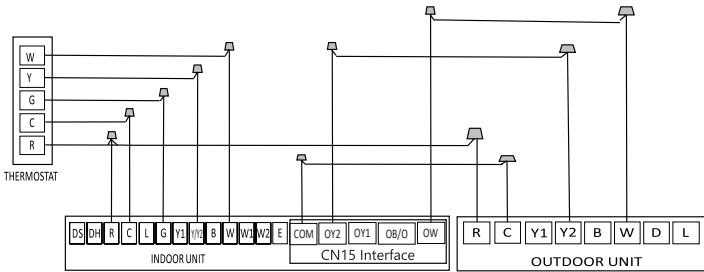 W
Y
G
C
R
THERMOSTAT
DS DH R C L G Y1 Y/Y2 B W W1 W2 E COM OY2 OY1 OB/O OW
CN15 Interface
INDOOR UNIT
R C Y1 Y2 B W D L
OUTDOOR UNIT